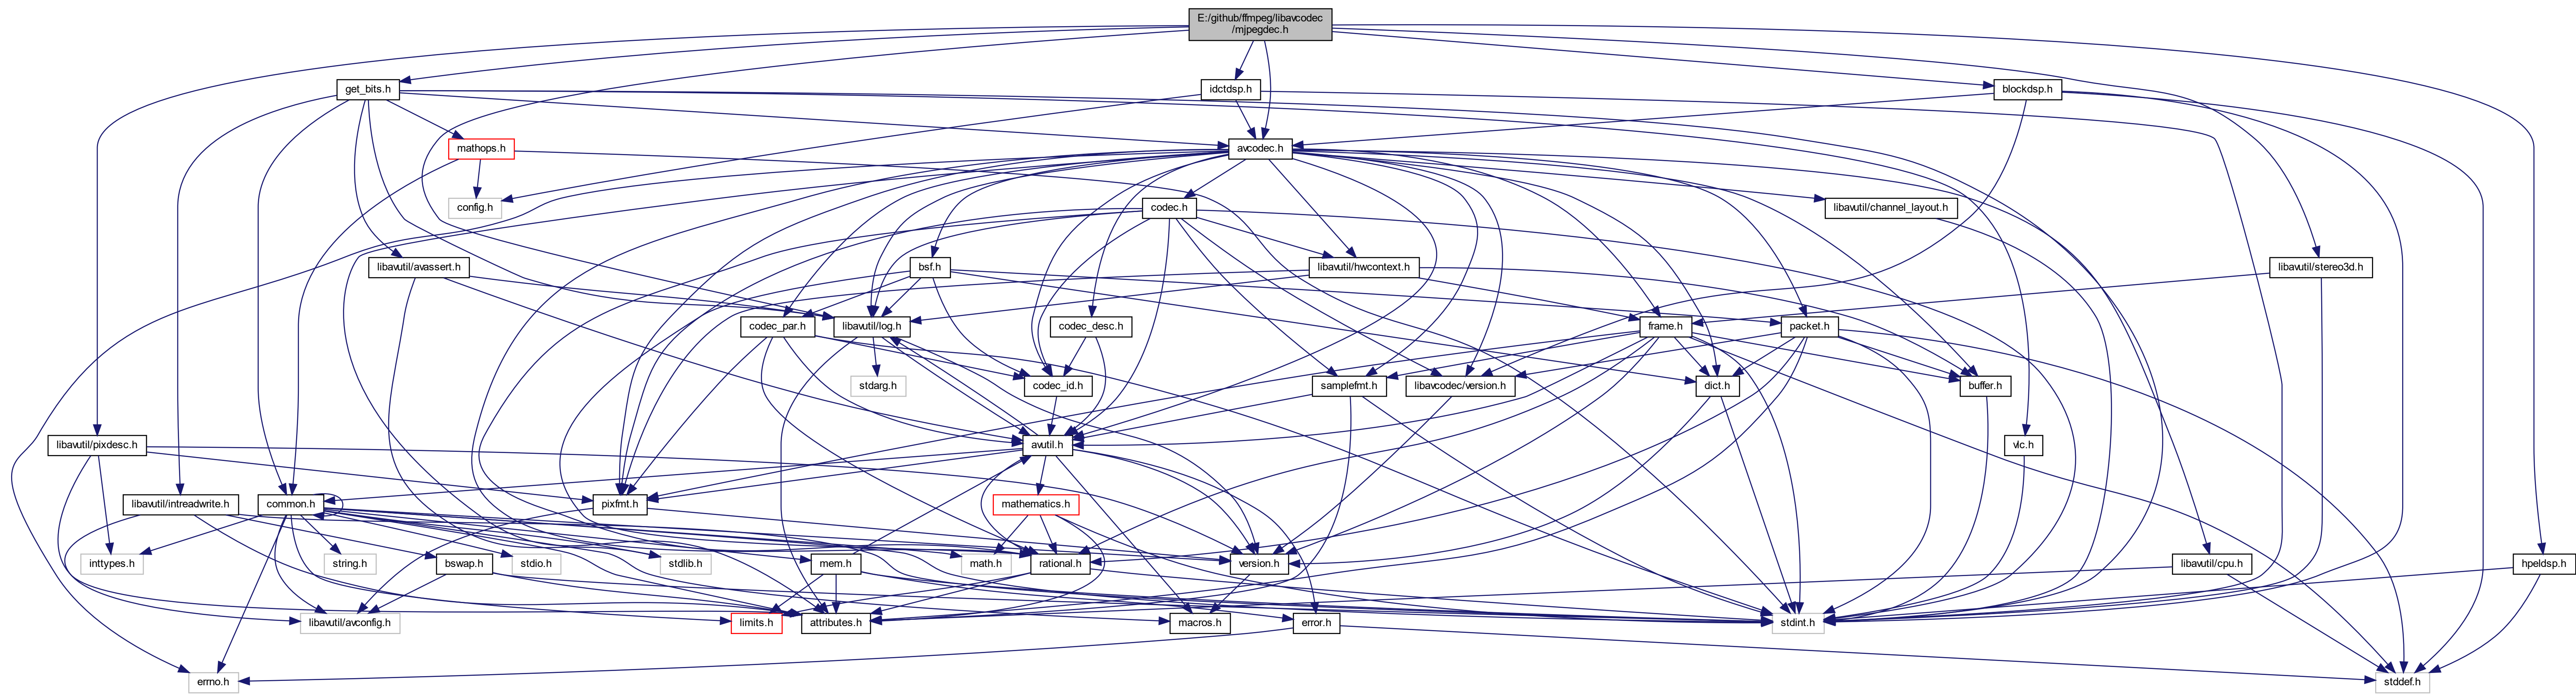 E:/github/ffmpeg/libavcodec
/mjpegdec.h
get_bits.h
idctdsp.h
blockdsp.h
mathops.h
avcodec.h
config.h
codec.h
libavutil/channel_layout.h
libavutil/avassert.h
bsf.h
libavutil/hwcontext.h
libavutil/stereo3d.h
codec_par.h
libavutil/log.h
codec_desc.h
frame.h
packet.h
stdarg.h
codec_id.h
samplefmt.h
libavcodec/version.h
dict.h
buffer.h
libavutil/pixdesc.h
avutil.h
vlc.h
libavutil/intreadwrite.h
common.h
pixfmt.h
mathematics.h
inttypes.h
string.h
bswap.h
stdio.h
stdlib.h
mem.h
math.h
rational.h
version.h
libavutil/cpu.h
hpeldsp.h
libavutil/avconfig.h
limits.h
attributes.h
macros.h
error.h
stdint.h
errno.h
stddef.h